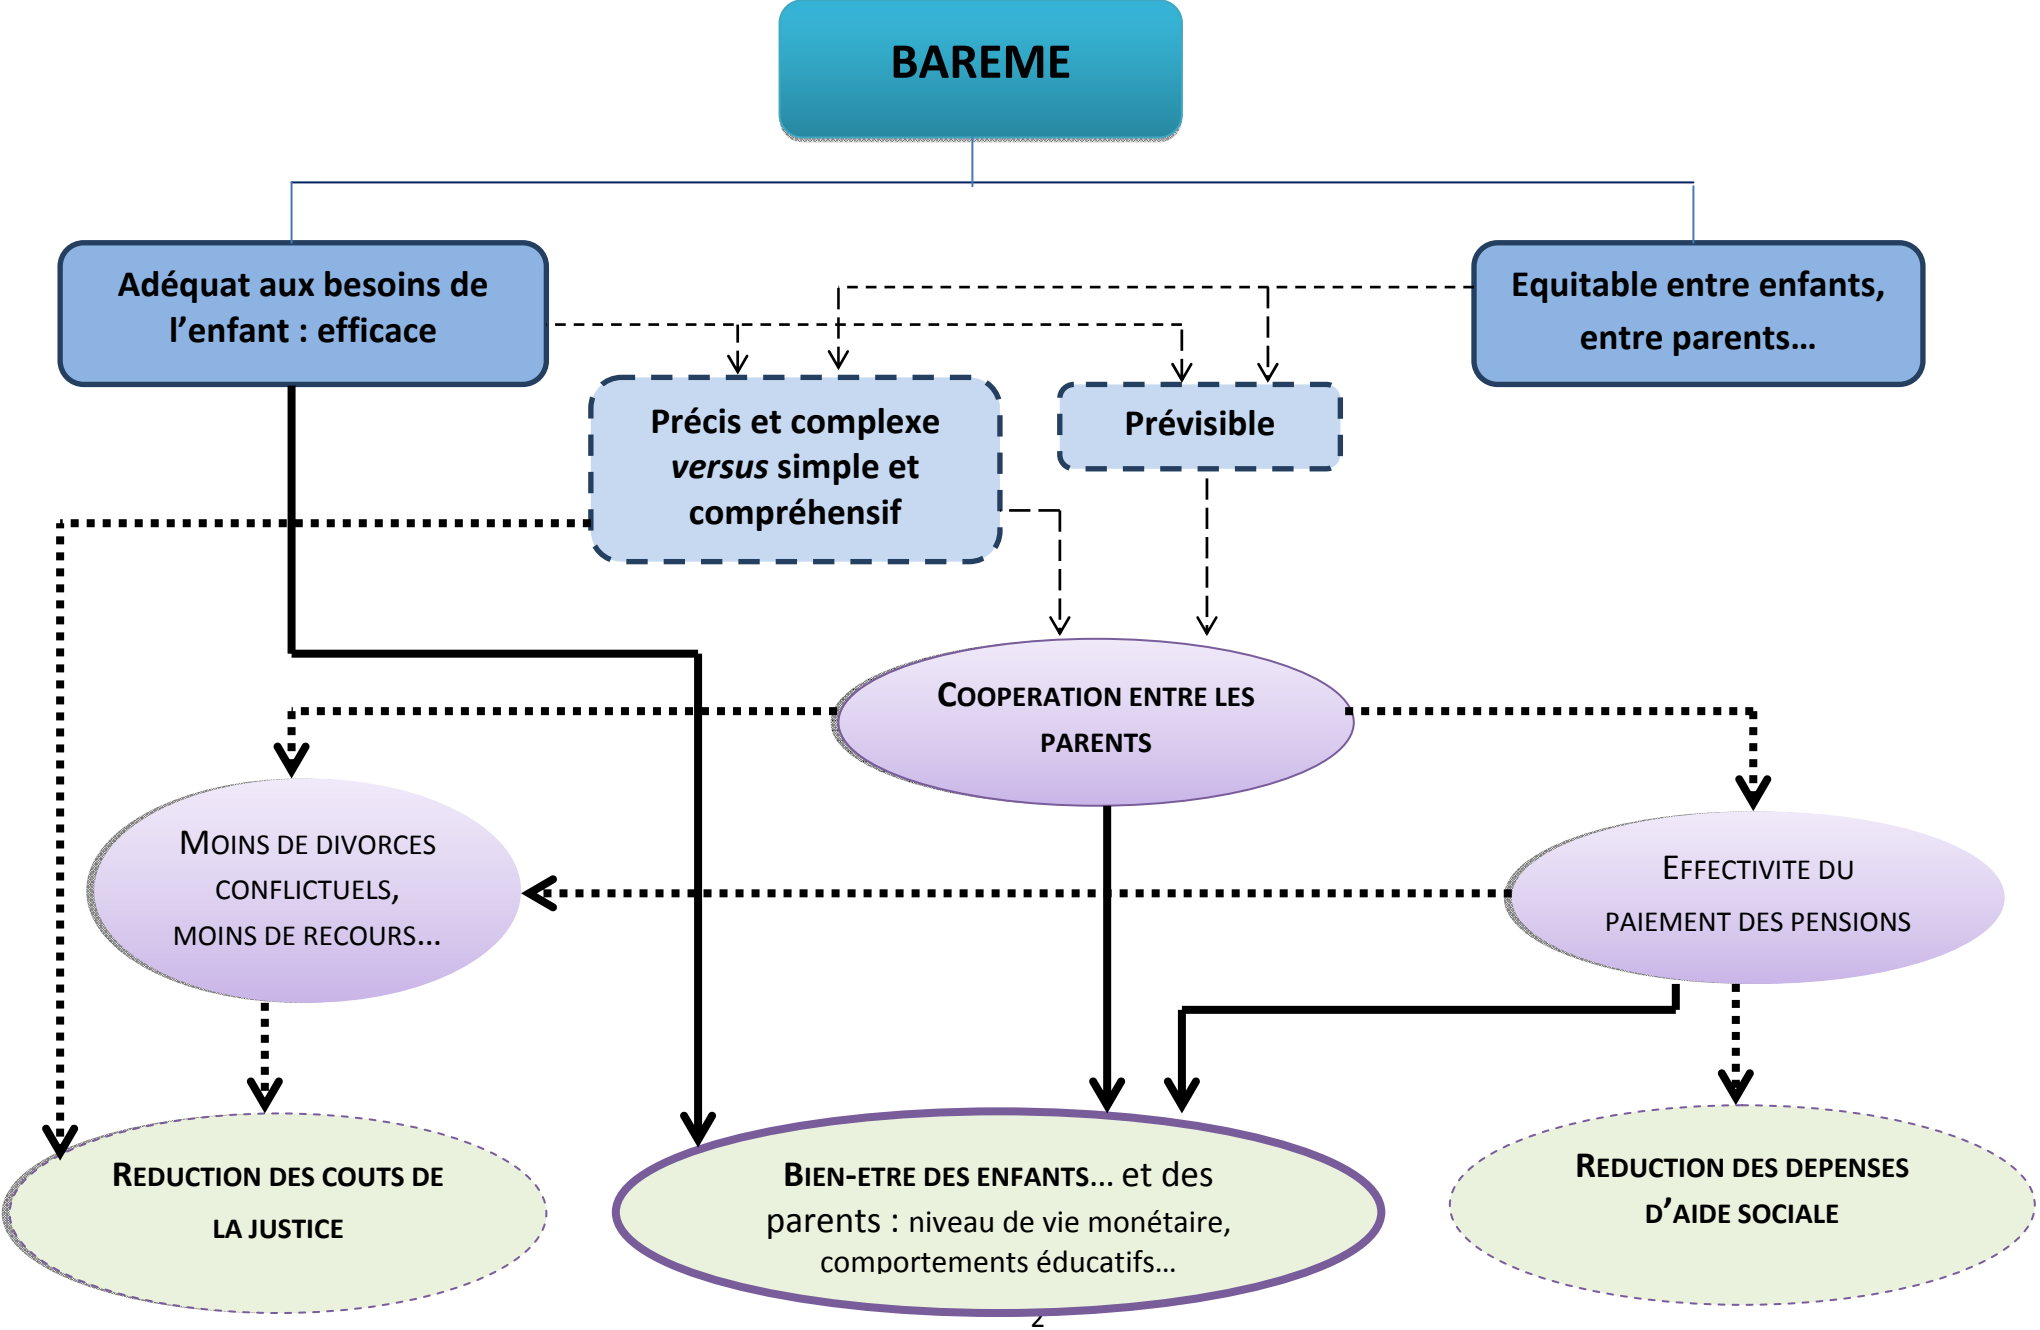 BAREME
Adéquat aux besoins de
l’enfant : efficace
Equitable entre enfants,
entre parents…
Précis et complexe
versus simple et
compréhensif
Prévisible
COOPERATION ENTRE LES
PARENTS
MOINS DE DIVORCES
CONFLICTUELS,
MOINS DE RECOURS...
EFFECTIVITE DU
PAIEMENT DES PENSIONS
REDUCTION DES COUTS DE
LA JUSTICE
BIEN-ETRE DES ENFANTS... et des
parents : niveau de vie monétaire,
comportements éducatifs…
REDUCTION DES DEPENSES
D’AIDE SOCIALE
2